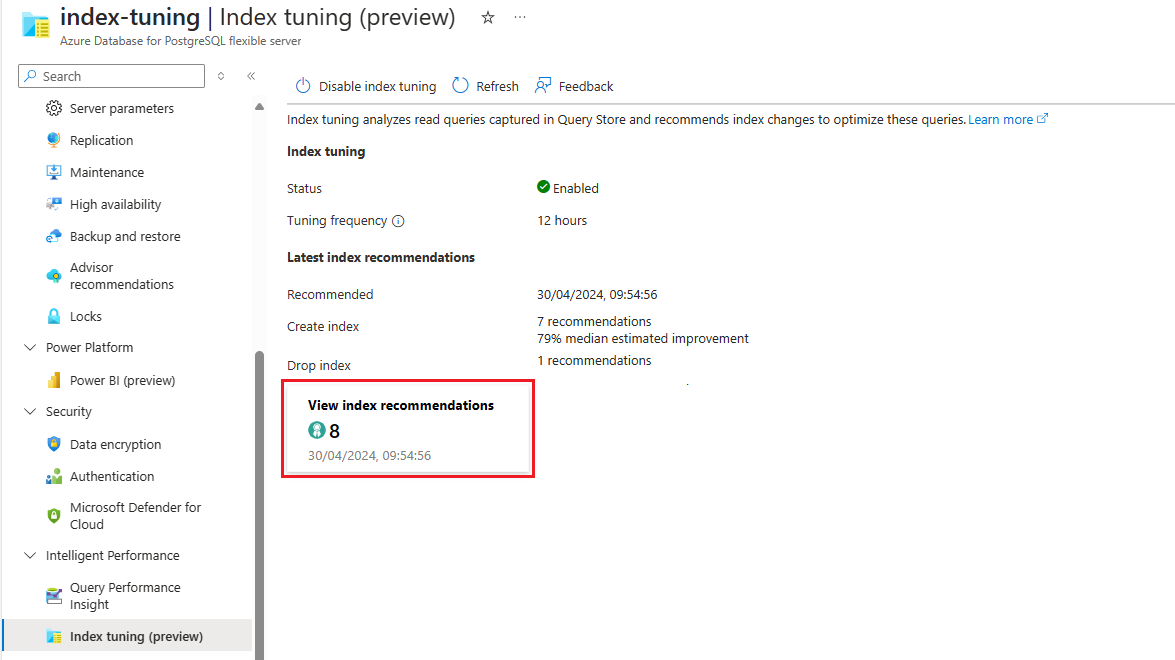 index-tuning | Index tuning (preview)
Azure Database for PostgreSQL flexible server
Search
Server parameters
Replication
Maintenance
High availability
Backup and restore
Advisor
recommendations
Locks
Power Platform
Power BI (preview)
Security
Data encryption
Authentication
Microsoft Defender for
Cloud
Intelligent Performance
Query Performance
Insight
Index tuning (preview)
Disable index tuning Refresh Feedback
Index tuning analyzes read queries captured in Query Store and recommends index changes to optimize these queries. Learn more
Index tuning
Status Enabled
Tuning frequency 12 hours
Latest index recommendations
Recommended 30/04/2024, 09:54:56
Create index 7 recommendations
79% median estimated improvement
Drop index 1 recommendations
View index recommendations
8
30/04/2024, 09:54:56